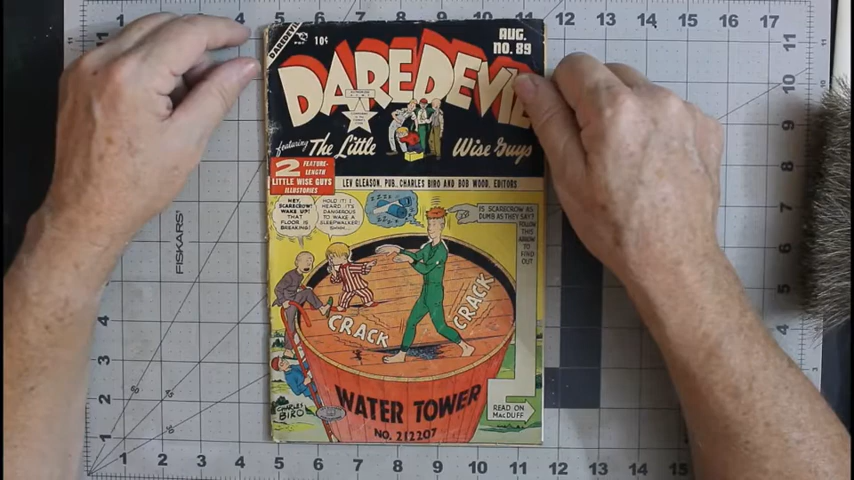 4 5 6 7 8 9 10 11 12 13 14 15 16 17
DAREDEVIL
10¢
AUG.
NO. 89
DAREDEVIL
featuring The Little Wise Guys
2 FEATURE-
LENGTH
LITTLE WISE GUYS
ILLUSTORIES
LEV GLEASON, PUB. CHARLES BIRO AND BOB WOOD, EDITORS
HEY,
SCARECROW!
WAKE UP!
THAT
FLOOR IS
BREAKING!
HOLD IT! I
HEARD IT'S
DANGEROUS
TO WAKE A
SLEEPWALKER!
SHHH...
ZZZZ
IS SCARECROW AS
DUMB AS THEY SAY?
FOLLOW
THIS
ARROW
TO
FIND
OUT
CRACK
CRACK
CHARLES
BIRO
WATER TOWER
NO. 212207
READ ON,
MACDUFF
FISKARS
1 2 3 4 5 6 7 8 9 10 11 12 13 14 15